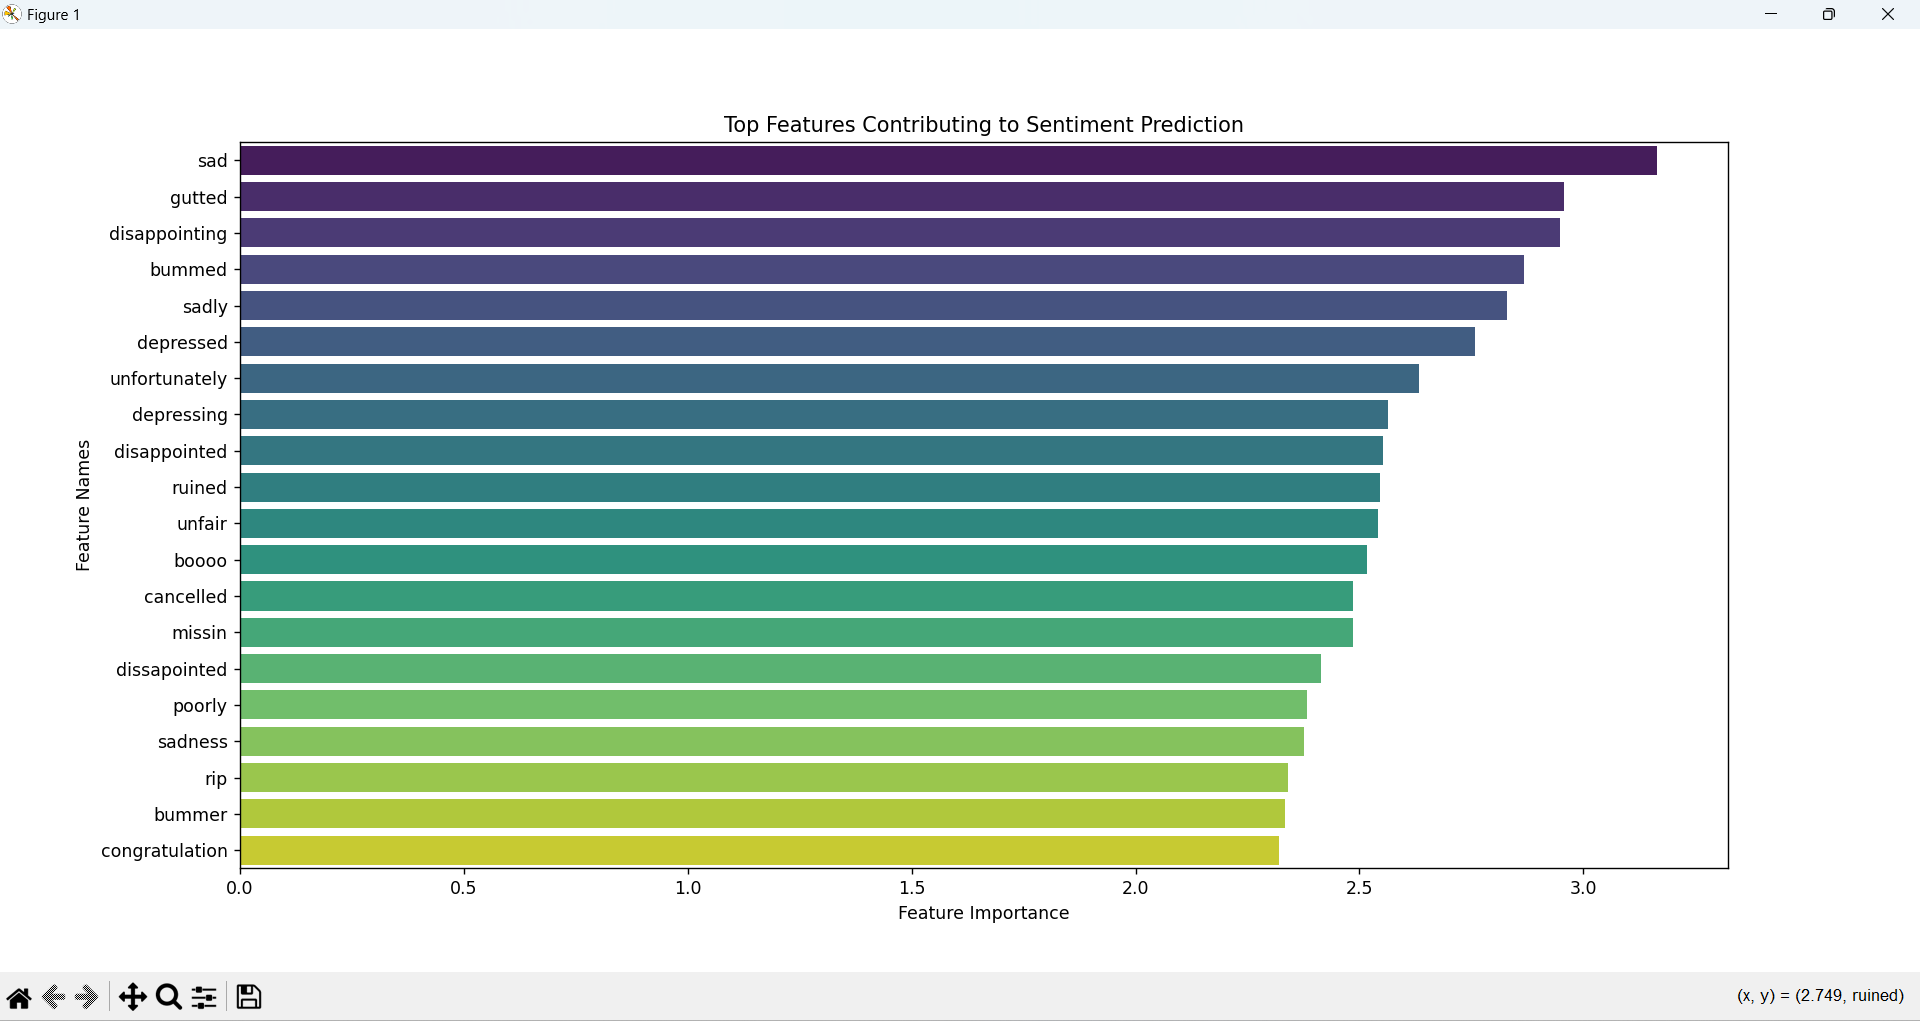 Figure 1
Top Features Contributing to Sentiment Prediction
Feature Names
sad
gutted
disappointing
bummed
sadly
depressed
unfortunately
depressing
disappointed
ruined
unfair
boooo
cancelled
missin
dissapointed
poorly
sadness
rip
bummer
congratulation
0.0 0.5 1.0 1.5 2.0 2.5 3.0
Feature Importance
(x, y) = (2.749, ruined)